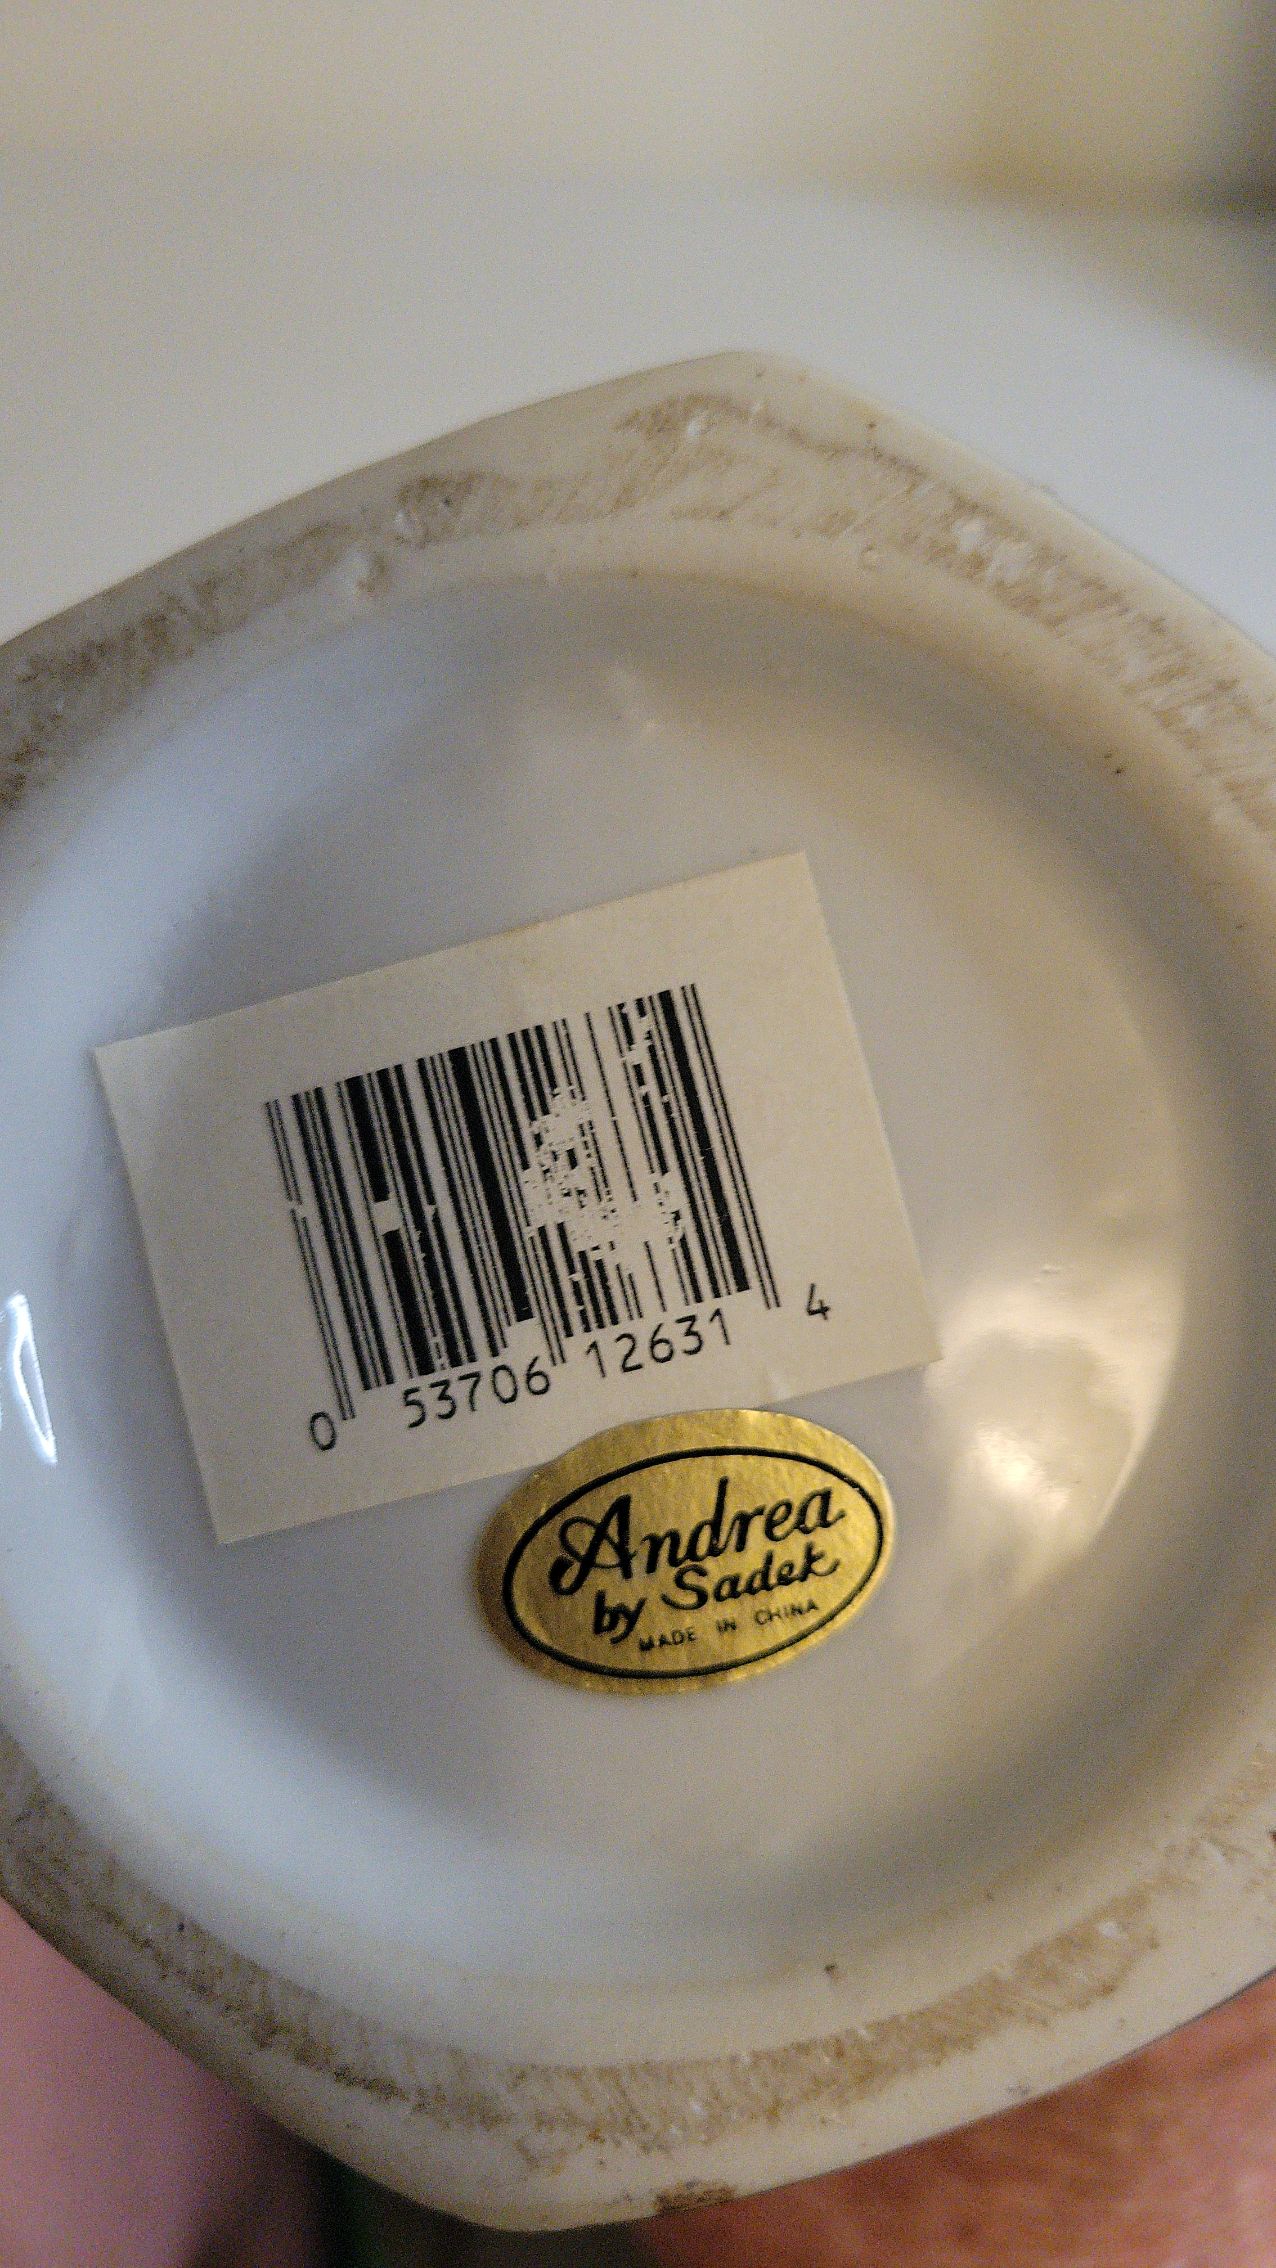 0 53706 12631 4
Andrea
by Sadek
MADE IN CHINA